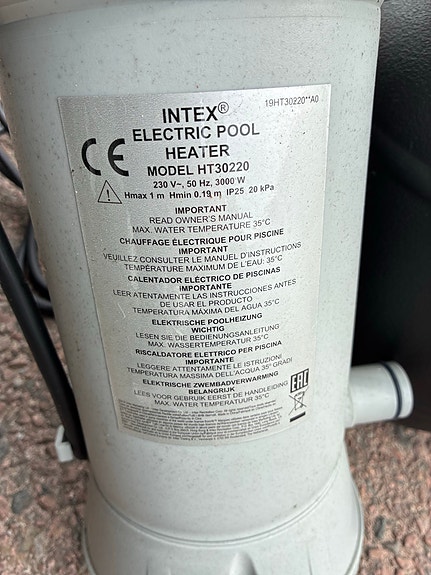 INTEX®
19HT30220**A0
ELECTRIC POOL
HEATER
CE
MODEL HT30220
230 V~, 50 Hz, 3000 W
Hmax 1 m Hmin 0.19 m IP25 20 kPa
IMPORTANT
READ OWNER'S MANUAL
MAX. WATER TEMPERATURE 35°C
CHAUFFAGE ÉLECTRIQUE POUR PISCINE
IMPORTANT
VEUILLEZ CONSULTER LE MANUEL D'INSTRUCTIONS
TEMPÉRATURE MAXIMUM DE L'EAU: 35°C
CALENTADOR ELÉCTRICO DE PISCINAS
IMPORTANTE
LEER ATENTAMENTE LAS INSTRUCCIONES ANTES
DE USAR EL PRODUCTO
TEMPERATURA MÁXIMA DEL AGUA 35°C
ELEKTRISCHE POOLHEIZUNG
WICHTIG
LESEN SIE DIE BEDIENUNGSANLEITUNG
MAX. WASSERTEMPERATUR 35°C
RISCALDATORE ELETTRICO PER PISCINA
IMPORTANTE
LEGGERE ATTENTAMENTE LE ISTRUZIONI
TEMPERATURA MASSIMA DELL'ACQUA 35° GRADI
ELEKTRISCHE ZWEMBADVERWARMING
BELANGRIJK
LEES VOOR GEBRUIK EERST DE HANDLEIDING
MAX. WATER TEMPERATUUR 35°C
EAC